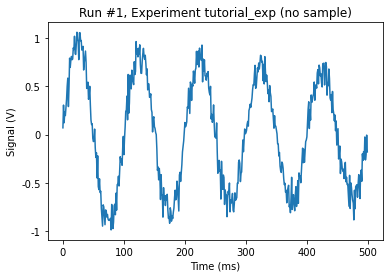 Run #1, Experiment tutorial_exp (no sample)
1
0.5
0
-0.5
-1
Signal (V)
0 100 200 300 400 500
Time (ms)